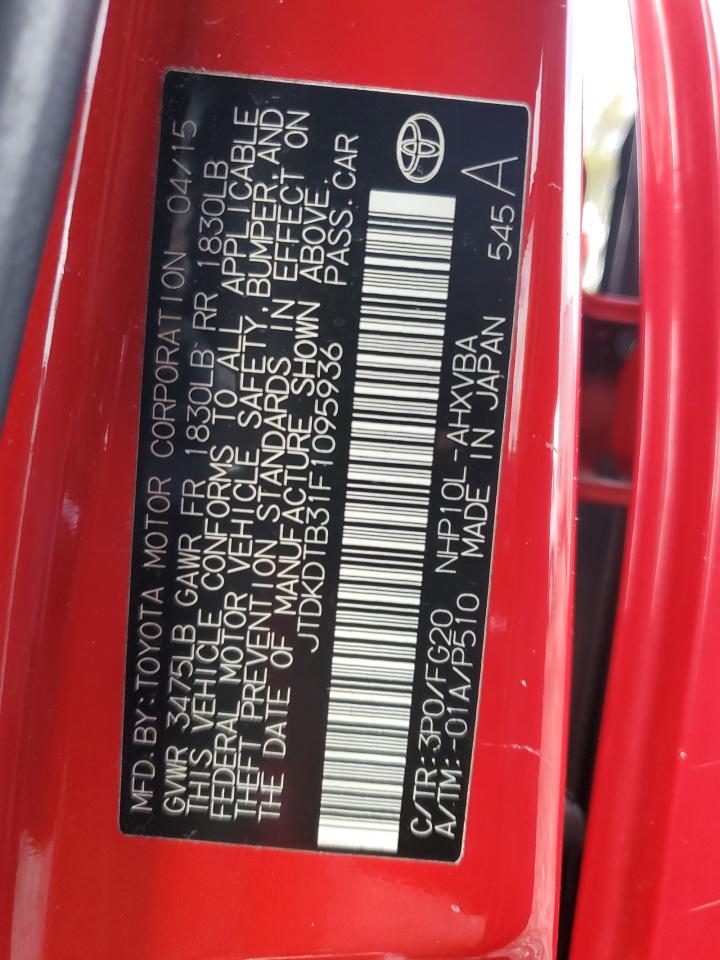 MFD.BY:TOYOTA MOTOR CORPORATION 04/15
GVWR 3475LB GAWR FR 1830LB RR 1830LB
THIS VEHICLE CONFORMS TO ALL APPLICABLE
FEDERAL MOTOR VEHICLE SAFETY,BUMPER,AND
THEFT PREVENTION STANDARDS IN EFFECT ON
THE DATE OF MANUFACTURE SHOWN ABOVE.
JTDKDTB31F1095936 PASS.CAR
C/TR:3P0/FG20 NHP10L-AHXVBA
A/TM:-01A/P510 MADE IN JAPAN 545 A